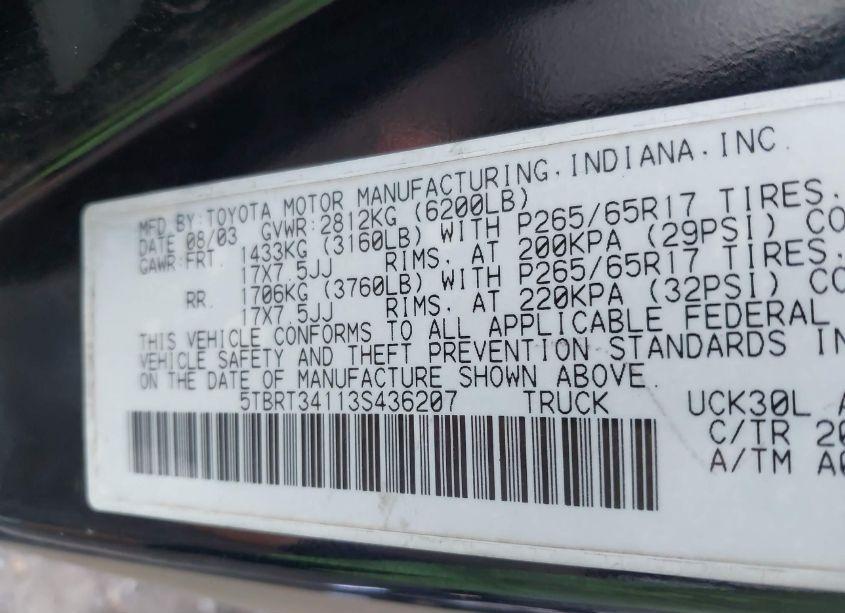 MFD.BY:TOYOTA MOTOR MANUFACTURING.INDIANA.INC.
DATE 08/03 GVWR:2812KG (6200LB)
GAWR:FRT. 1433KG (3160LB) WITH P265/65R17 TIRES.
17X7.5JJ RIMS. AT 200KPA (29PSI) CO
RR. 1706KG (3760LB) WITH P265/65R17 TIRES.
17X7.5JJ RIMS. AT 220KPA (32PSI) CO
THIS VEHICLE CONFORMS TO ALL APPLICABLE FEDERAL
VEHICLE SAFETY AND THEFT PREVENTION STANDARDS IN
ON THE DATE OF MANUFACTURE SHOWN ABOVE.
5TBRT34113S436207 TRUCK UCK30L A
C/TR 20
A/TM A0